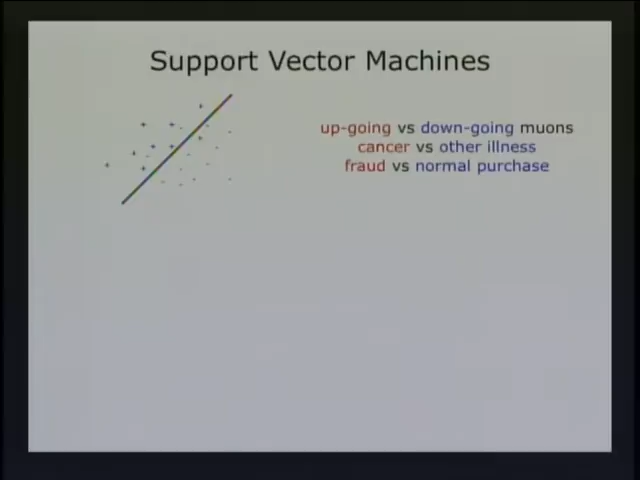 Support Vector Machines
up-going vs down-going muons
cancer vs other illness
fraud vs normal purchase